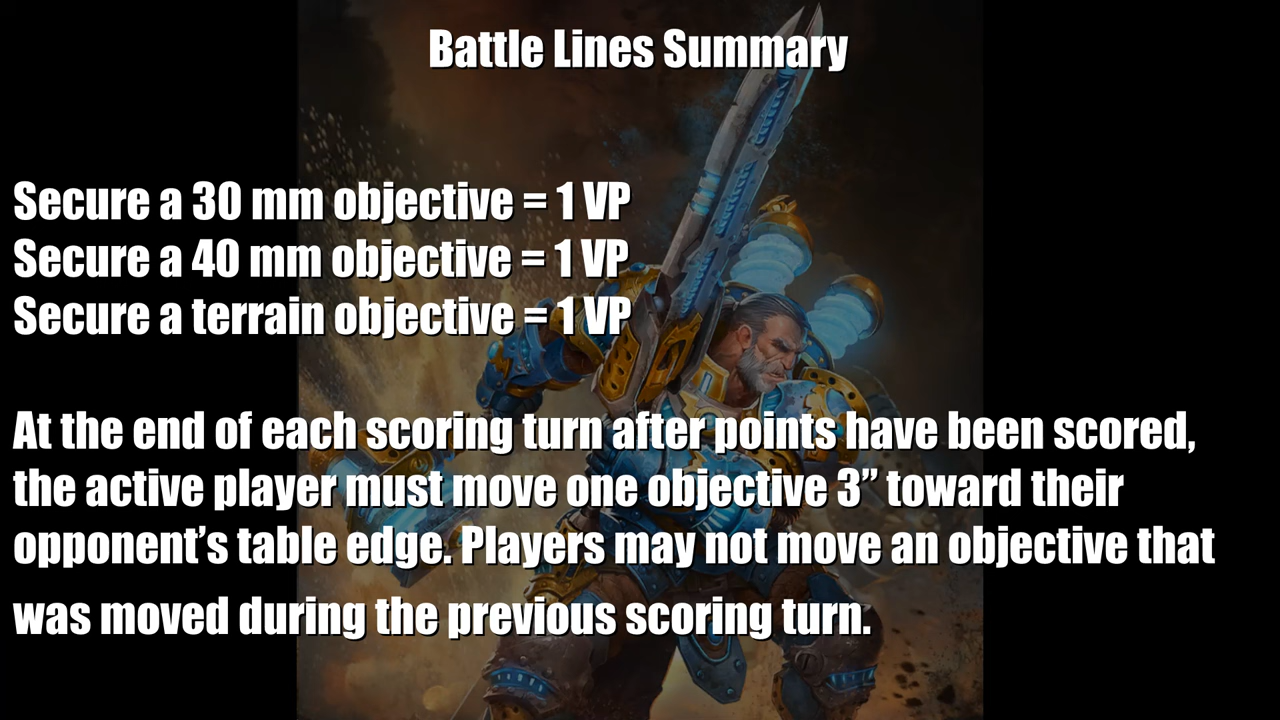 Battle Lines Summary
Secure a 30 mm objective = 1 VP
Secure a 40 mm objective = 1 VP
Secure a terrain objective = 1 VP
At the end of each scoring turn after points have been scored,
the active player must move one objective 3” toward their
opponent’s table edge. Players may not move an objective that
was moved during the previous scoring turn.